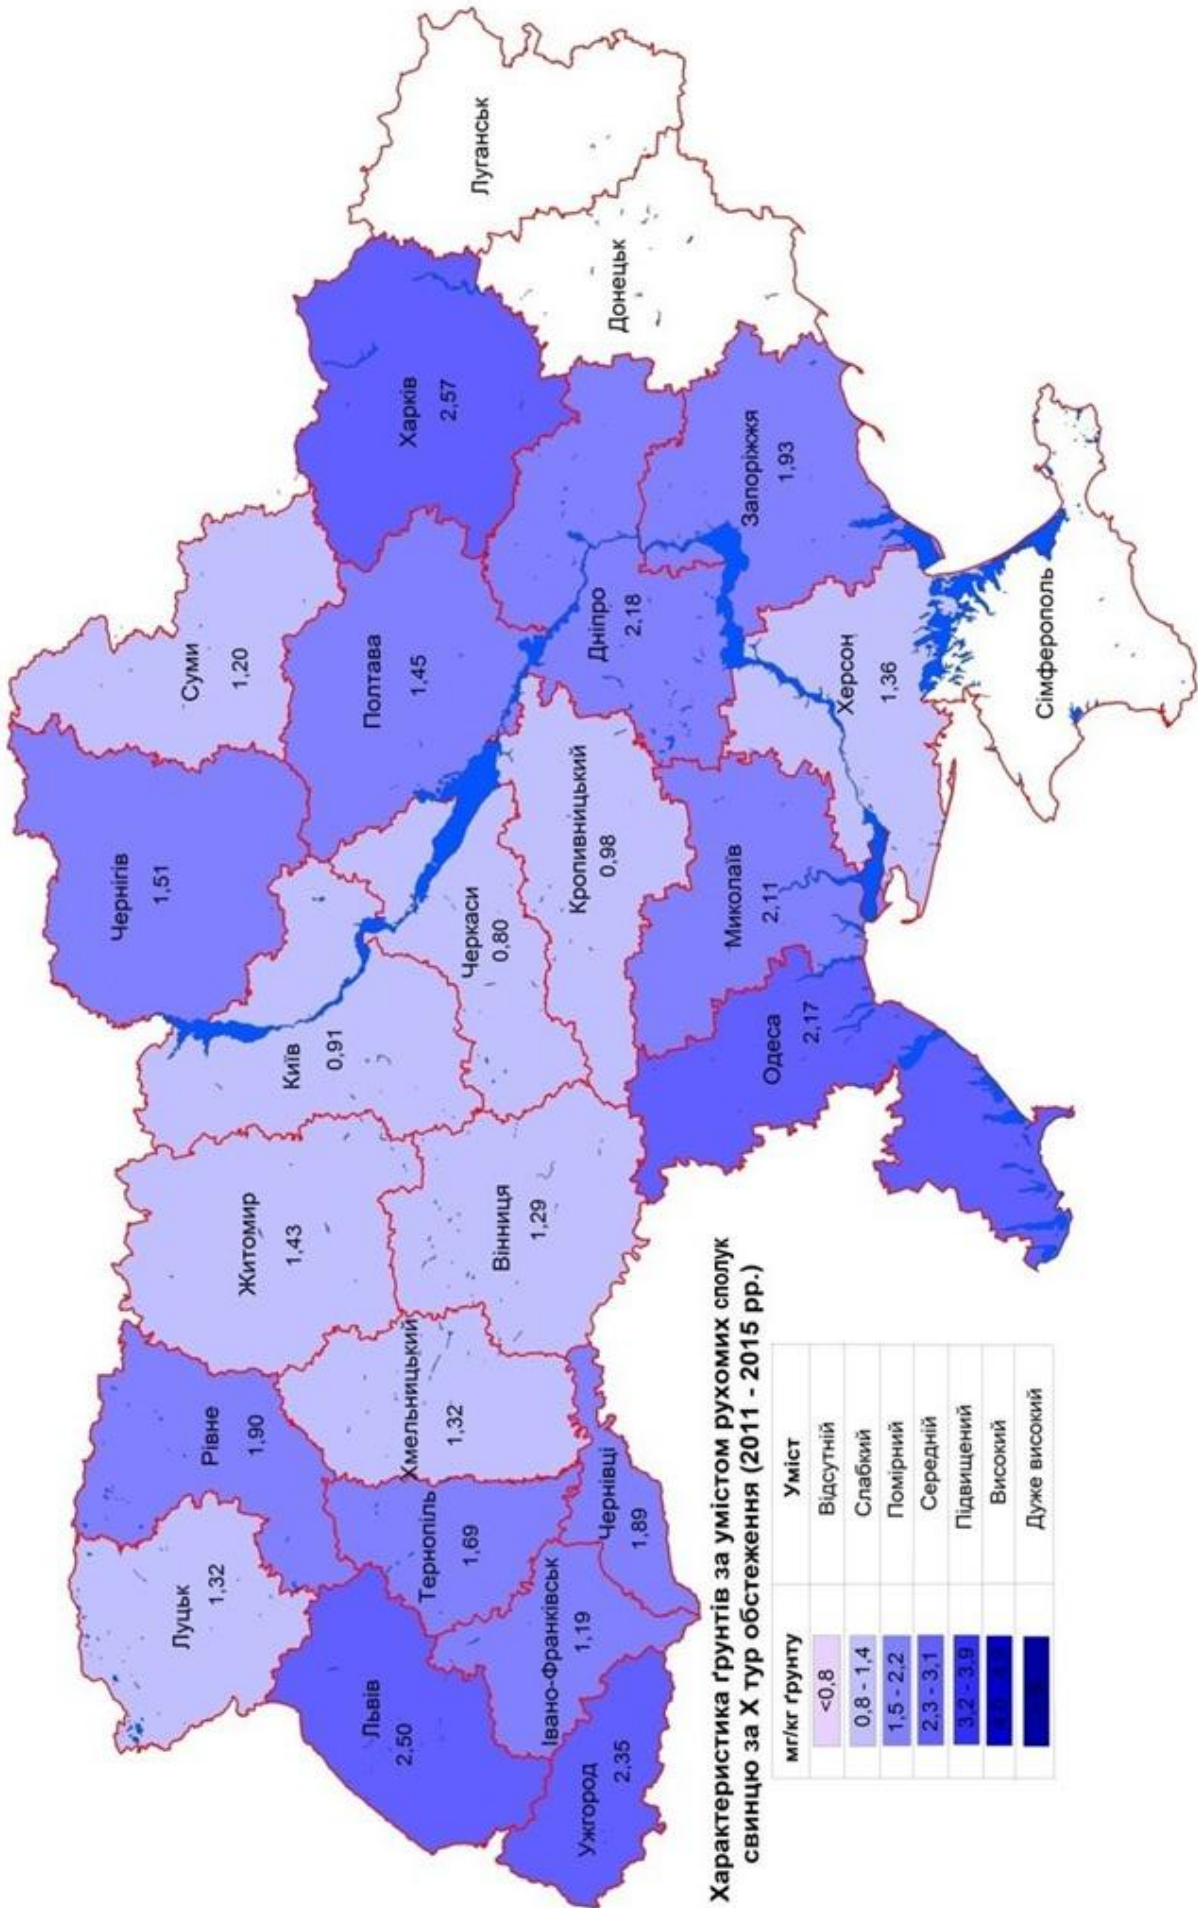 Луганськ
Донецьк
Харків
2,57
Суми
1,20
Полтава
1,45
Чернігів
1,51
Дніпро
2,18
Запоріжжя
1,93
Херсон
1,36
Сімферополь
Кропивницький
0,98
Миколаїв
2,11
Черкаси
0,80
Київ
0,91
Одеса
2,17
Житомир
1,43
Вінниця
1,29
Хмельницький
1,32
Рівне
1,90
Луцьк
1,32
Тернопіль
1,69
Чернівці
1,89
Івано-Франківськ
1,19
Львів
2,50
Ужгород
2,35
Характеристика ґрунтів за умістом рухомих сполук
свинцю за X тур обстеження (2011 - 2015 рр.)
мг/кг ґрунту Уміст
<0,8 Відсутній
0,8 - 1,4 Слабкий
1,5 - 2,2 Помірний
2,3 - 3,1 Середній
3,2 - 3,9 Підвищений
Високий
Дуже високий